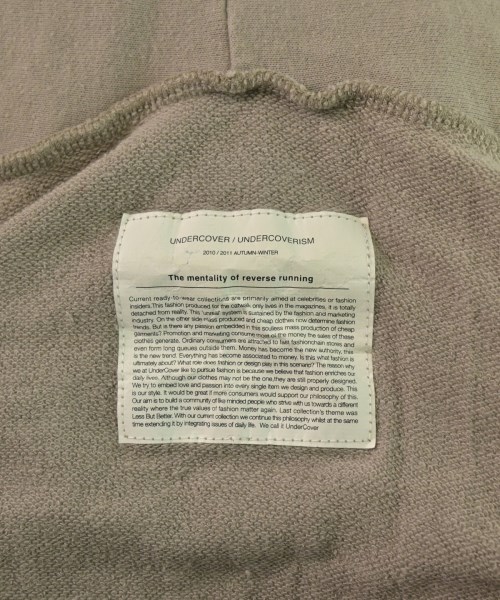 UNDERCOVER / UNDERCOVERISM
2010 / 2011 AUTUMN-WINTER
The mentality of reverse running
Current ready-to-wear collections are primarily aimed at celebrities or fashion
insiders.This fashion produced for the catwalk only lives in the magazines, it is totally
detached from reality. This "unreal" system is sustained by the fashion and marketing
industry. On the other side mass produced and cheap clothes now determine fashion
trends. But is there any passion embedded in this soulless mass production of cheap
garments? Promotion and marketing consume most of the money the sales of these
clothes generate. Ordinary consumers are attracted to fast fashionchain stores and
even form long queues outside them. Money has become the new authority, this
is the new trend. Everything has become associated to money. Is this what fashion is
ultimately about? What role does fashion or design play in this scenario? The reason why
we at UnderCover like to pursue fashion is because we believe that fashion enriches our
daily lives. Although our clothes may not be the one,they are still properly designed.
We try to embed love and passion into every single item we design and produce. This
is our style. It would be great if more consumers would support our philosophy of this.
Our aim is to build a community of like minded people who strive with us towards a different
reality where the true values of fashion matter again. Last collection's theme was
Less But Better. With our current collection we continue this philosophy whilst at the same
time extending it by integrating issues of daily life. We call it UnderCover